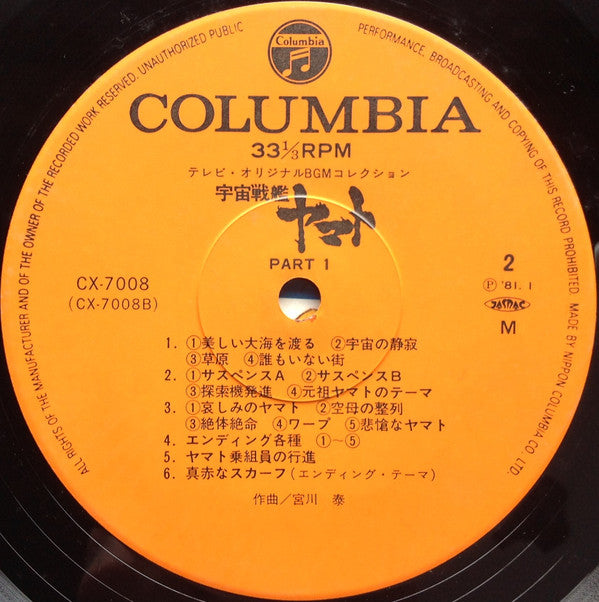 ALL RIGHTS OF THE MANUFACTURER AND OF THE OWNER OF THE RECORDED WORK RESERVED. UNAUTHORIZED PUBLIC PERFORMANCE, BROADCASTING AND COPYING OF THIS RECORD PROHIBITED. MADE BY NIPPON COLUMBIA CO. LTD.
Columbia
COLUMBIA
33⅓RPM
テレビ・オリジナルBGMコレクション
宇宙戦艦ヤマト
PART 1
CX-7008
(CX-7008B)
2
Ⓟ '81. 1
JASRAC
M
1. ①美しい大海を渡る ②宇宙の静寂
③草原 ④誰もいない街
2. ①サスペンスA ②サスペンスB
③探索機発進 ④元祖ヤマトのテーマ
3. ①哀しみのヤマト ②空母の整列
③絶体絶命 ④ワープ ⑤悲愴なヤマト
4. エンディング各種 ①〜⑤
5. ヤマト乗組員の行進
6. 真赤なスカーフ(エンディング・テーマ)
作曲/宮川 泰